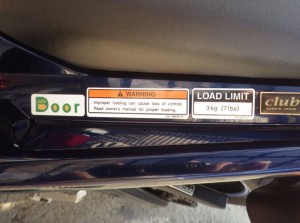 Door
WARNING
Improper loading can cause loss of control.
Read owner's manual for proper loading.
LOAD LIMIT
3kg (7lbs)
club